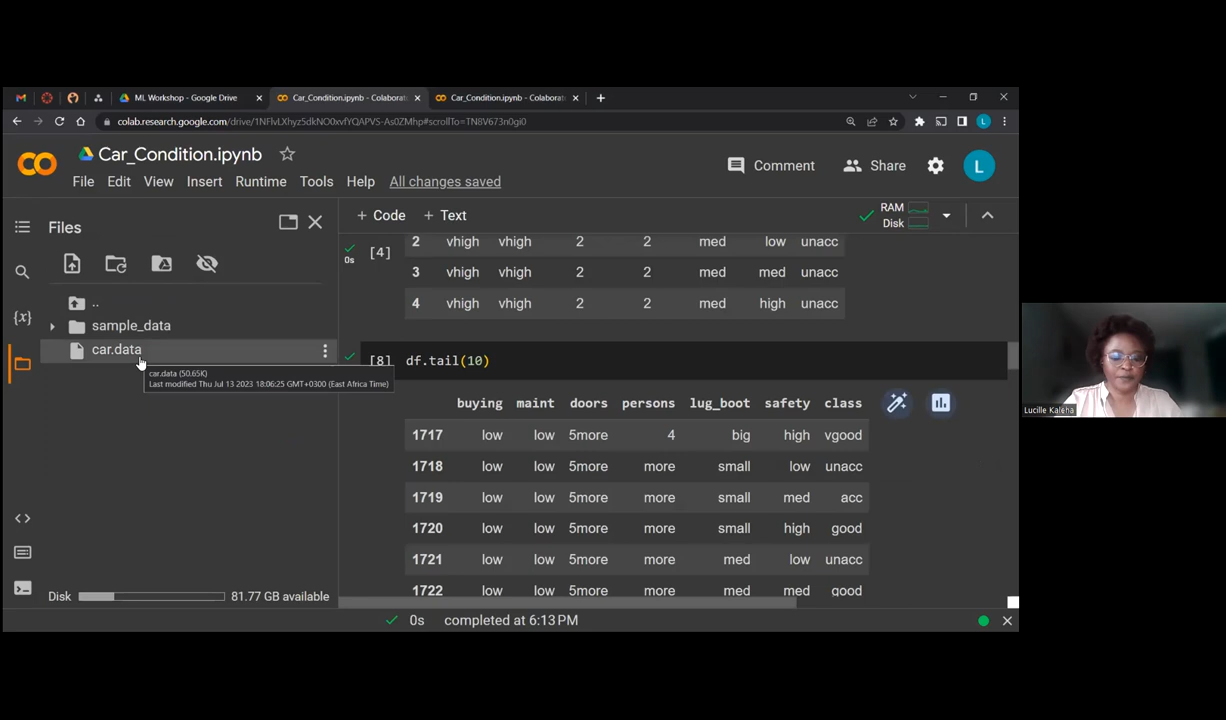 ML Workshop - Google Drive
Car_Condition.ipynb - Colaborato
Car_Condition.ipynb - Colaborato
colab.research.google.com/drive/1NFlvLXhyz5dkNO0xvfYQAPVS-As0ZMhp#scrollTo=TN8V673n0gi0
L
Car_Condition.ipynb
Comment
Share
L
File Edit View Insert Runtime Tools Help All changes saved
Files
+ Code + Text
RAM
Disk
..
sample_data
car.data
car.data (50.65K)
Last modified Thu Jul 13 2023 18:06:25 GMT+0300 (East Africa Time)
{x}
Disk 81.77 GB available
0s
[4]
2 vhigh vhigh 2 2 med low unacc
3 vhigh vhigh 2 2 med med unacc
4 vhigh vhigh 2 2 med high unacc
[8] df.tail(10)
buying maint doors persons lug_boot safety class
1717 low low 5more 4 big high vgood
1718 low low 5more more small low unacc
1719 low low 5more more small med acc
1720 low low 5more more small high good
1721 low low 5more more med low unacc
1722 low low 5more more med med good
0s completed at 6:13 PM
Lucille Kaleha